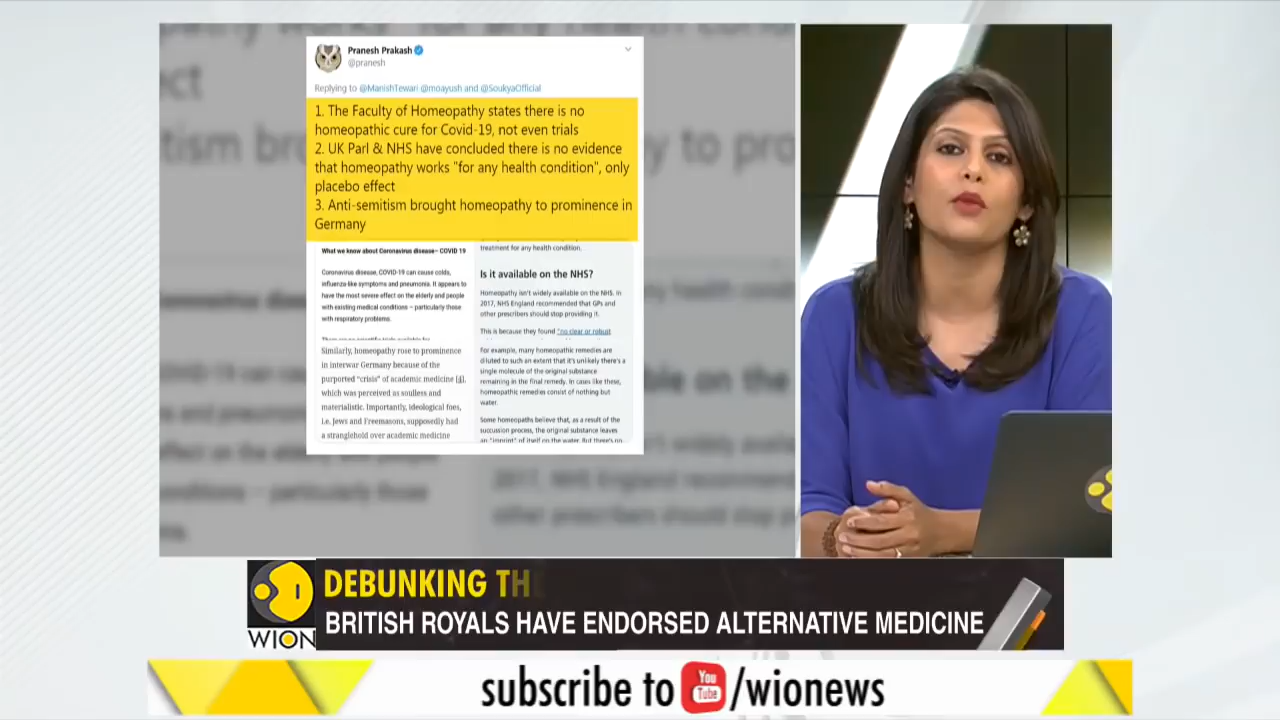 Pranesh Prakash
@pranesh
Replying to @ManishTewari @moayush and @SoukyaOfficial
1. The Faculty of Homeopathy states there is no
homeopathic cure for Covid-19, not even trials
2. UK Parl & NHS have concluded there is no evidence
that homeopathy works "for any health condition", only
placebo effect
3. Anti-semitism brought homeopathy to prominence in
Germany
What we know about Coronavirus disease– COVID 19
Coronavirus disease, COVID-19 can cause colds,
influenza-like symptoms and pneumonia. It appears to
have the most severe effect on the elderly and people
with existing medical conditions – particularly those
with respiratory problems.
Similarly, homeopathy rose to prominence
in interwar Germany because of the
purported "crisis" of academic medicine [4],
which was perceived as soulless and
materialistic. Importantly, ideological foes,
i.e. Jews and Freemasons, supposedly had
a stranglehold over academic medicine
treatment for any health condition.
Is it available on the NHS?
Homeopathy isn't widely available on the NHS. In
2017, NHS England recommended that GPs and
other prescribers should stop providing it.
This is because they found "no clear or robust
For example, many homeopathic remedies are
diluted to such an extent that it's unlikely there's a
single molecule of the original substance
remaining in the final remedy. In cases like these,
homeopathic remedies consist of nothing but
water.
Some homeopaths believe that, as a result of the
succussion process, the original substance leaves
an "imprint" of itself on the water. But there's no
DEBUNKING TH
BRITISH ROYALS HAVE ENDORSED ALTERNATIVE MEDICINE
WION
subscribe to You Tube /wionews